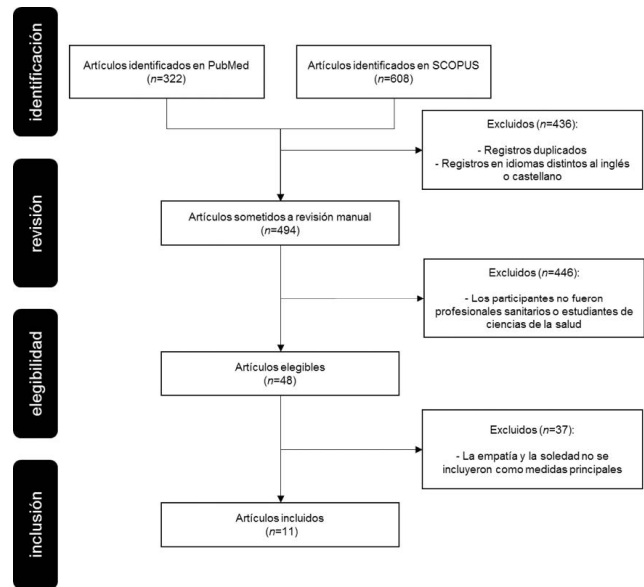 identificación
Artículos identificados en PubMed
(n=322)
Artículos identificados en SCOPUS
(n=608)
Excluidos (n=436):
- Registros duplicados
- Registros en idiomas distintos al inglés
o castellano
revisión
Artículos sometidos a revisión manual
(n=494)
Excluidos (n=446):
- Los participantes no fueron
profesionales sanitarios o estudiantes de
ciencias de la salud
elegibilidad
Artículos elegibles
(n=48)
Excluidos (n=37):
- La empatía y la soledad no se
incluyeron como medidas principales
inclusión
Artículos incluidos
(n=11)